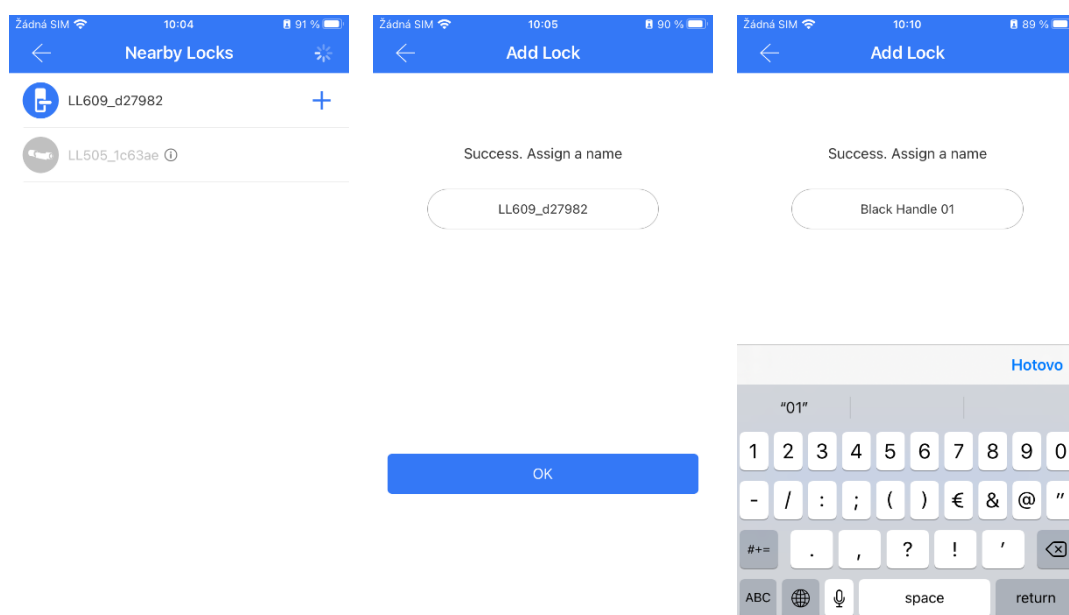 Žádná SIM 10:04 91 %
Nearby Locks
LL609_d27982
LL505_1c63ae
Žádná SIM 10:05 90 %
Add Lock
Success. Assign a name
LL609_d27982
OK
Žádná SIM 10:10 89 %
Add Lock
Success. Assign a name
Black Handle 01
Hotovo
“01”
1 2 3 4 5 6 7 8 9 0
- / : ; ( ) € & @ "
#+= . , ? ! '
ABC space return